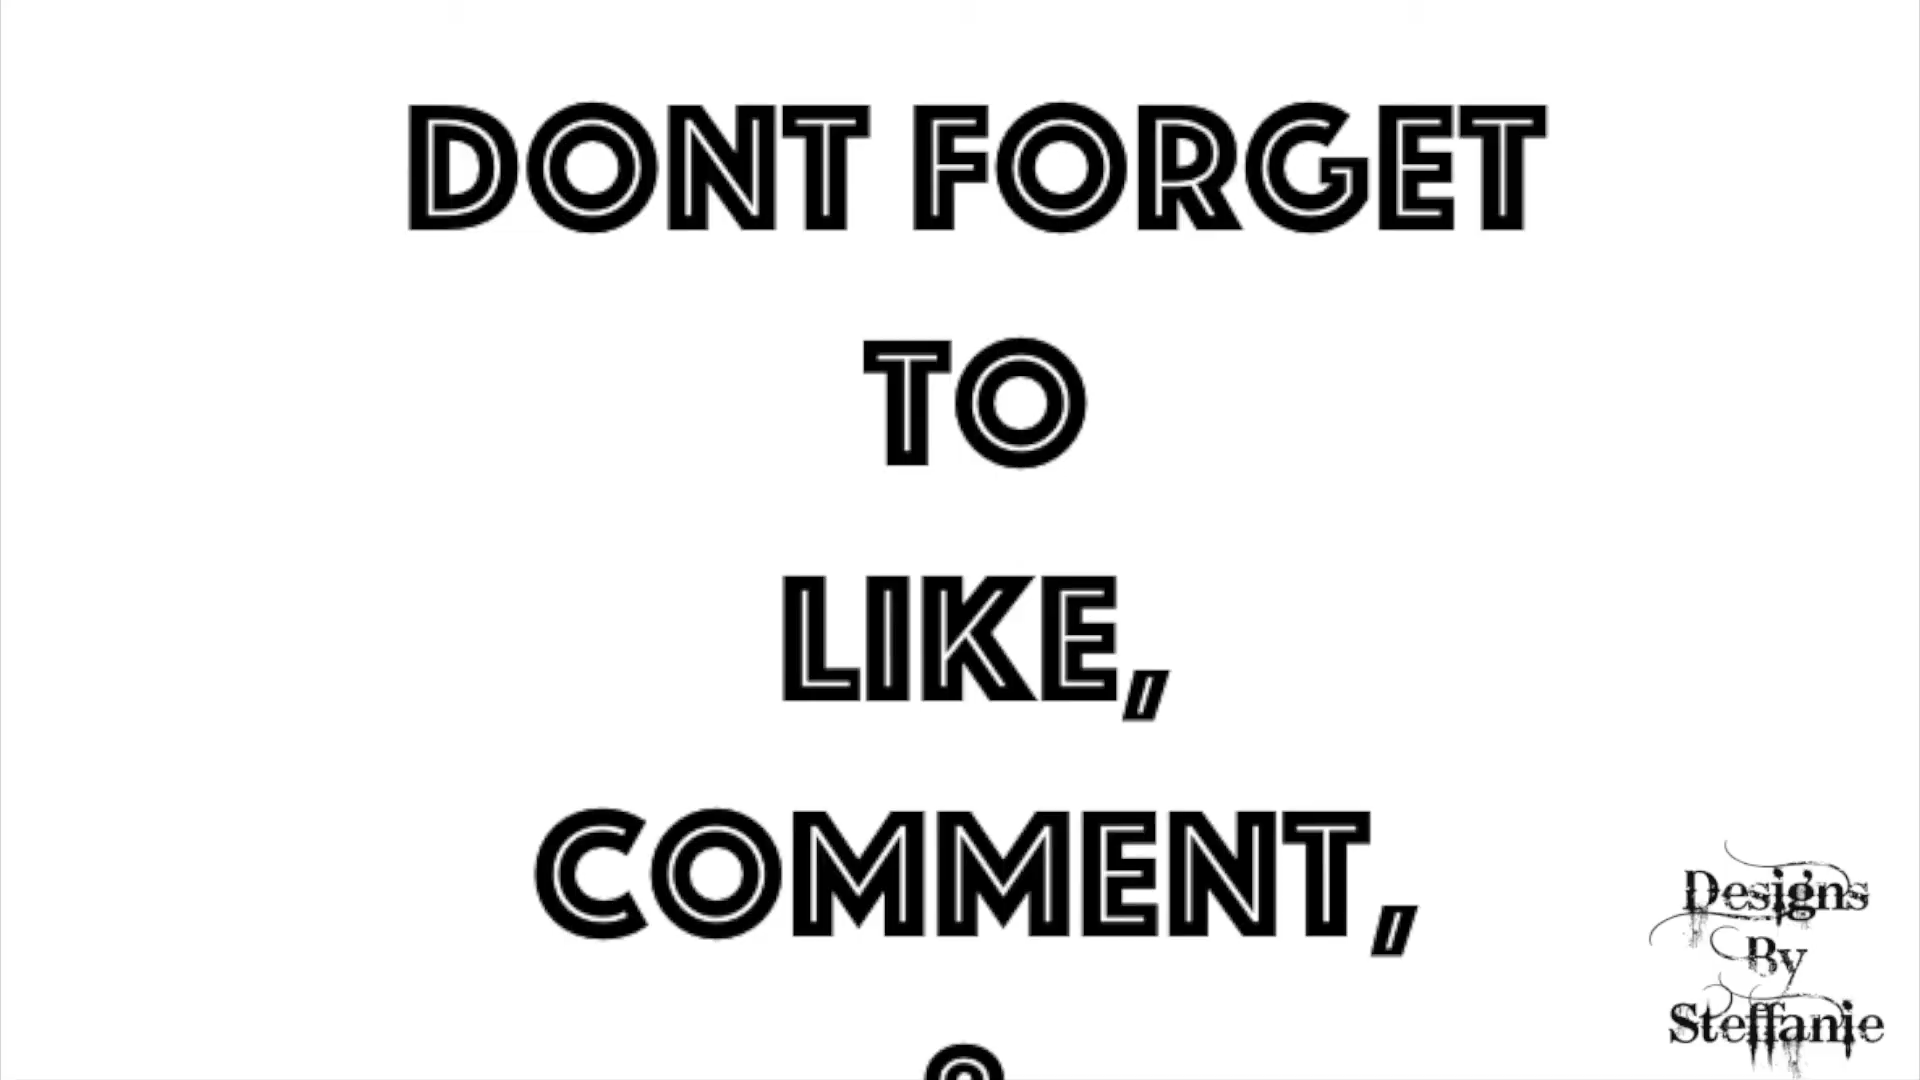 DONT FORGET
TO
LIKE,
COMMENT,
Designs
By
Steffanie